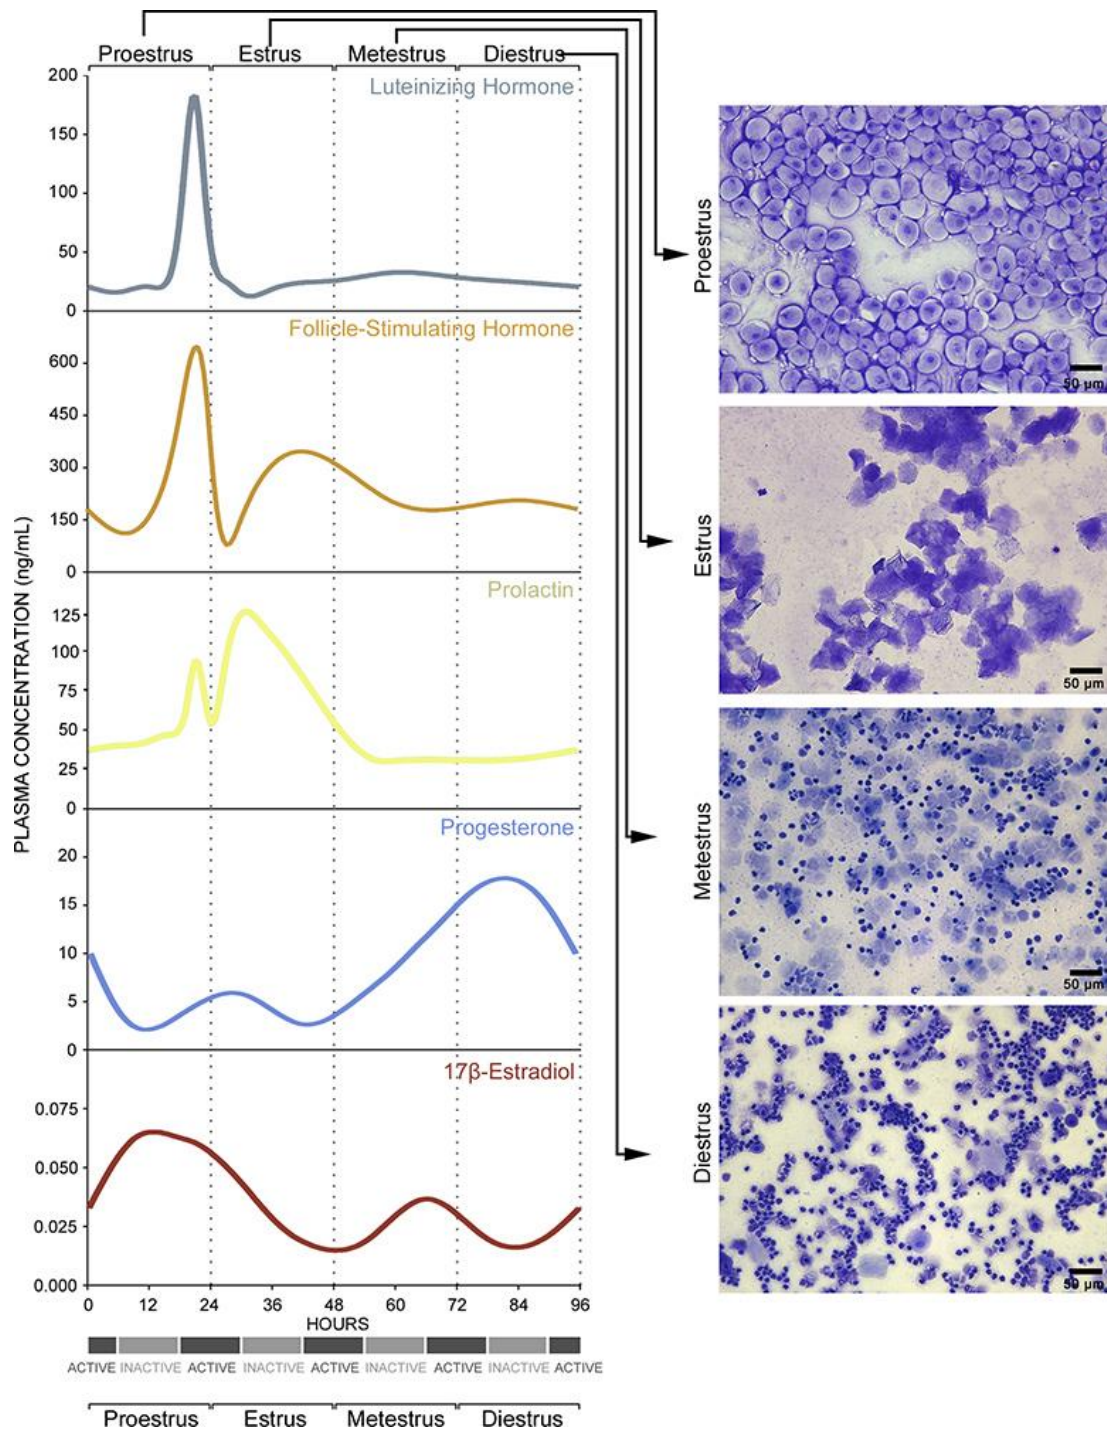 Proestrus Estrus Metestrus Diestrus
Luteinizing Hormone
200
150
100
50
0
Follicle-Stimulating Hormone
600
450
300
150
0
Prolactin
125
100
75
50
25
0
Progesterone
20
15
10
5
0
17β-Estradiol
0.075
0.050
0.025
0.000
PLASMA CONCENTRATION (ng/mL)
0 12 24 36 48 60 72 84 96
HOURS
ACTIVE INACTIVE ACTIVE INACTIVE ACTIVE INACTIVE ACTIVE INACTIVE ACTIVE
Proestrus Estrus Metestrus Diestrus
Proestrus
50 µm
Estrus
50 µm
Metestrus
50 µm
Diestrus
50 µm